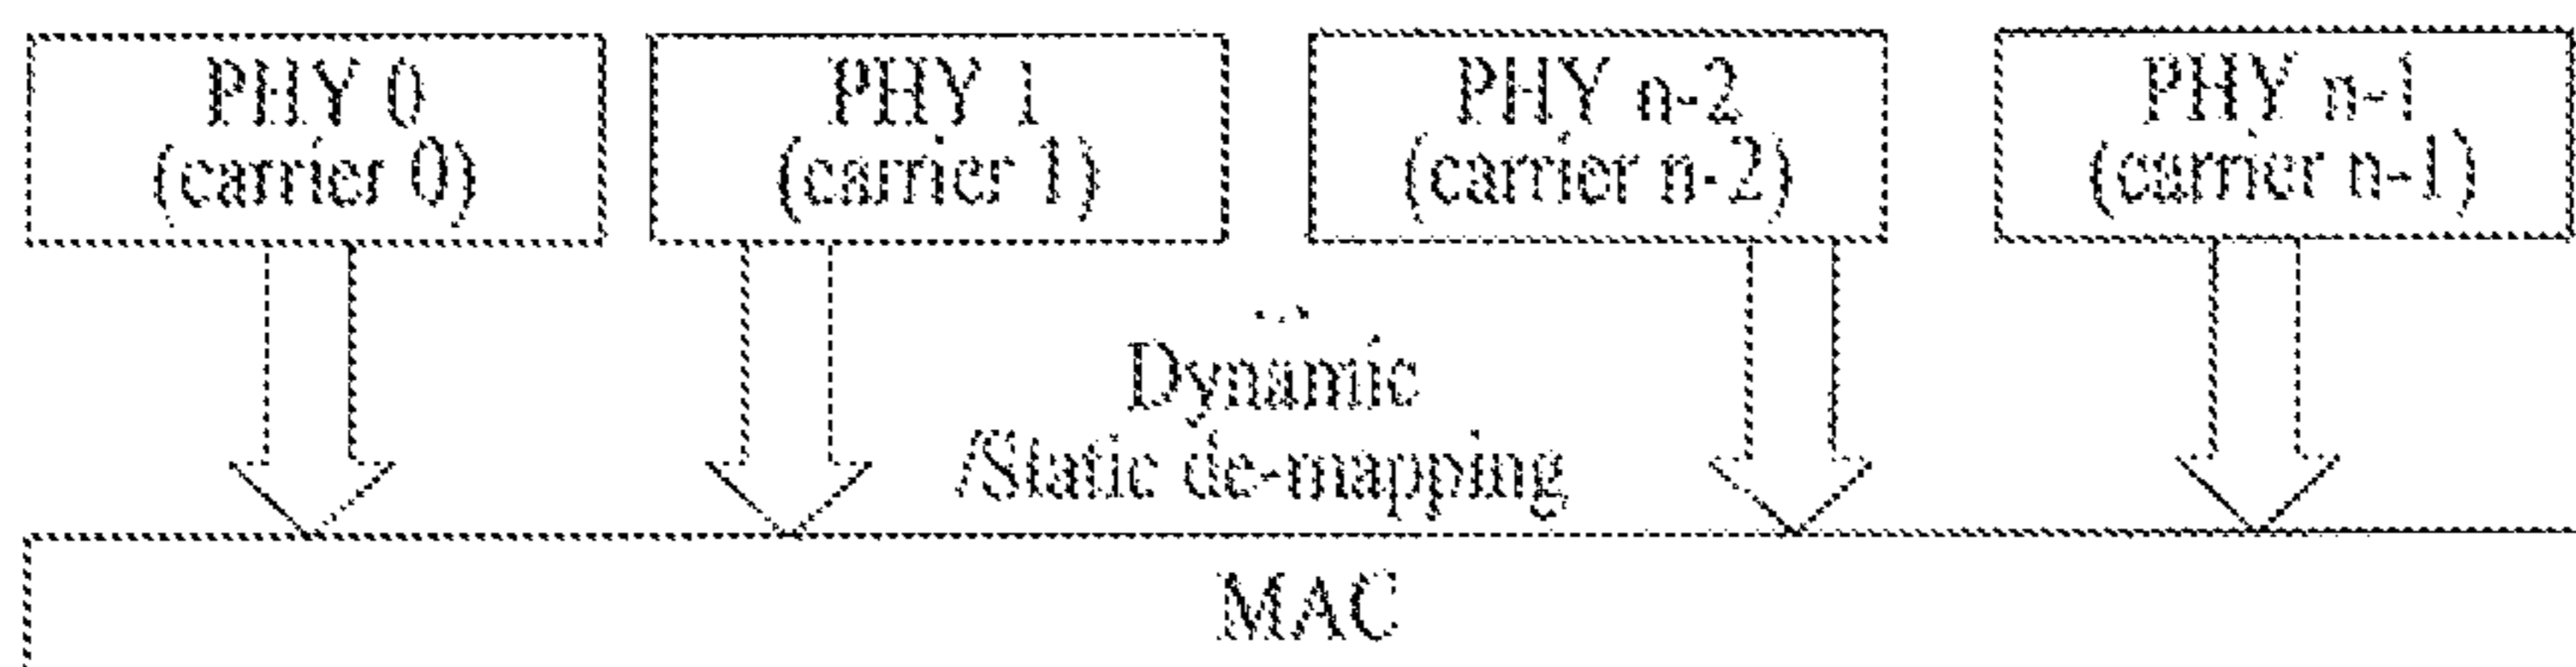 PHY 0
(carrier 0)
PHY 1
(carrier 1)
PHY n-2
(carrier n-2)
PHY n-1
(carrier n-1)
...
Dynamic
/Static de-mapping
MAC